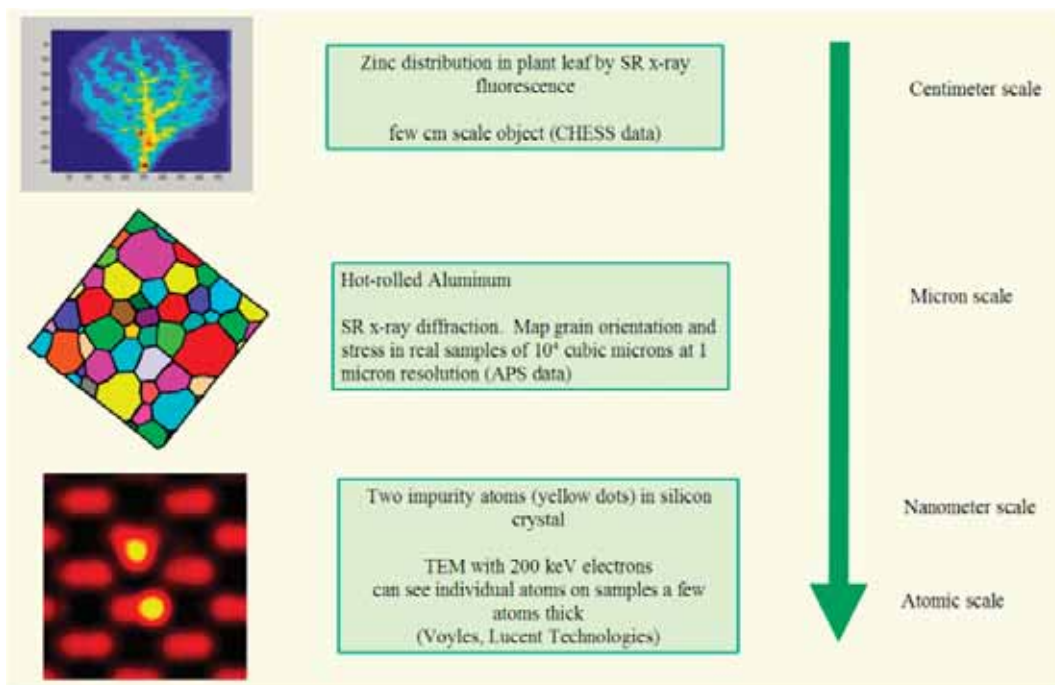 Zinc distribution in plant leaf by SR x-ray
fluorescence
few cm scale object (CHESS data)
Centimeter scale
Hot-rolled Aluminum
SR x-ray diffraction. Map grain orientation and
stress in real samples of 10⁴ cubic microns at 1
micron resolution (APS data)
Micron scale
Two impurity atoms (yellow dots) in silicon
crystal
TEM with 200 keV electrons
can see individual atoms on samples a few
atoms thick
(Voyles, Lucent Technologies)
Nanometer scale
Atomic scale